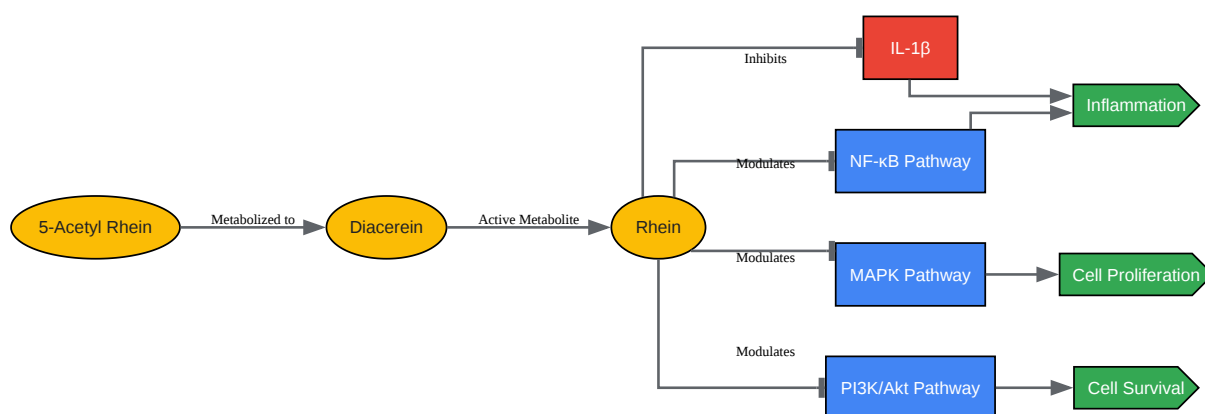 IL-1β
Inhibits
Inflammation
NF-κB Pathway
Modulates
5-Acetyl Rhein
Metabolized to
Diacerein
Active Metabolite
Rhein
Modulates
MAPK Pathway
Cell Proliferation
Modulates
PI3K/Akt Pathway
Cell Survival